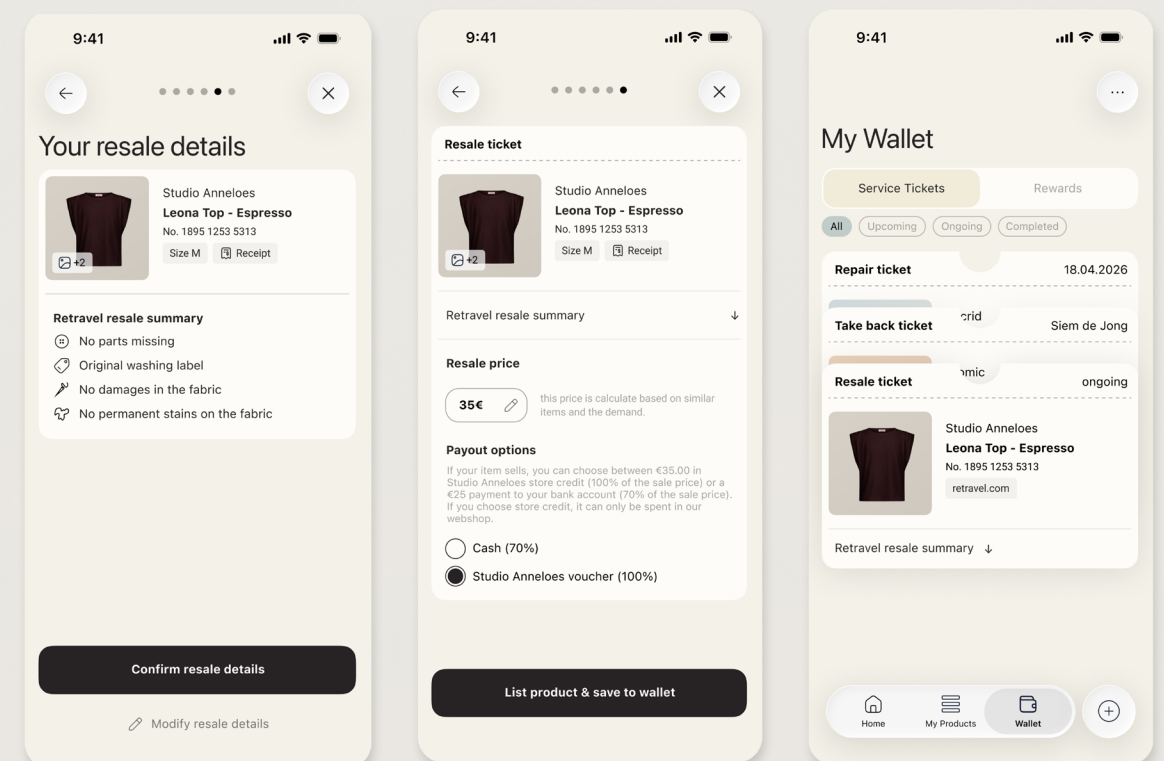 9:41
Your resale details
Studio Anneloes
Leona Top - Espresso
No. 1895 1253 5313
Size M
Receipt
+2
Retravel resale summary
No parts missing
Original washing label
No damages in the fabric
No permanent stains on the fabric
Confirm resale details
Modify resale details
9:41
Resale ticket
Studio Anneloes
Leona Top - Espresso
No. 1895 1253 5313
Size M
Receipt
+2
Retravel resale summary
Resale price
35€
this price is calculate based on similar
items and the demand.
Payout options
If your item sells, you can choose between €35.00 in
Studio Anneloes store credit (100% of the sale price) or a
€25 payment to your bank account (70% of the sale price).
If you choose store credit, it can only be spent in our
webshop.
Cash (70%)
Studio Anneloes voucher (100%)
List product & save to wallet
9:41
My Wallet
Service Tickets
Rewards
All
Upcoming
Ongoing
Completed
Repair ticket
18.04.2026
crid
Take back ticket
Siem de Jong
omic
Resale ticket
ongoing
Studio Anneloes
Leona Top - Espresso
No. 1895 1253 5313
retravel.com
Retravel resale summary
Home
My Products
Wallet